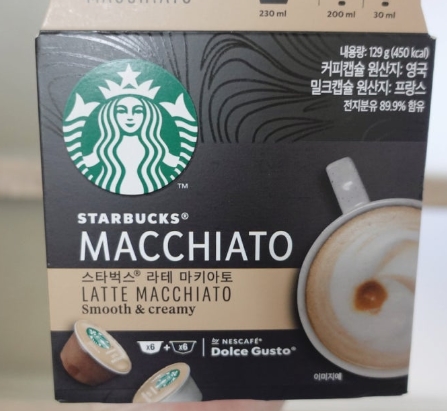 MACCHIATO
230 ml
200 ml
30 ml
내용량: 129 g (450 kcal)
커피캡슐 원산지: 영국
밀크캡슐 원산지: 프랑스
전지분유 89.9% 함유
TM
STARBUCKS®
MACCHIATO
스타벅스® 라떼 마키아토
LATTE MACCHIATO
Smooth & creamy
x6 + x6
by NESCAFÉ®
Dolce Gusto®
이미지예